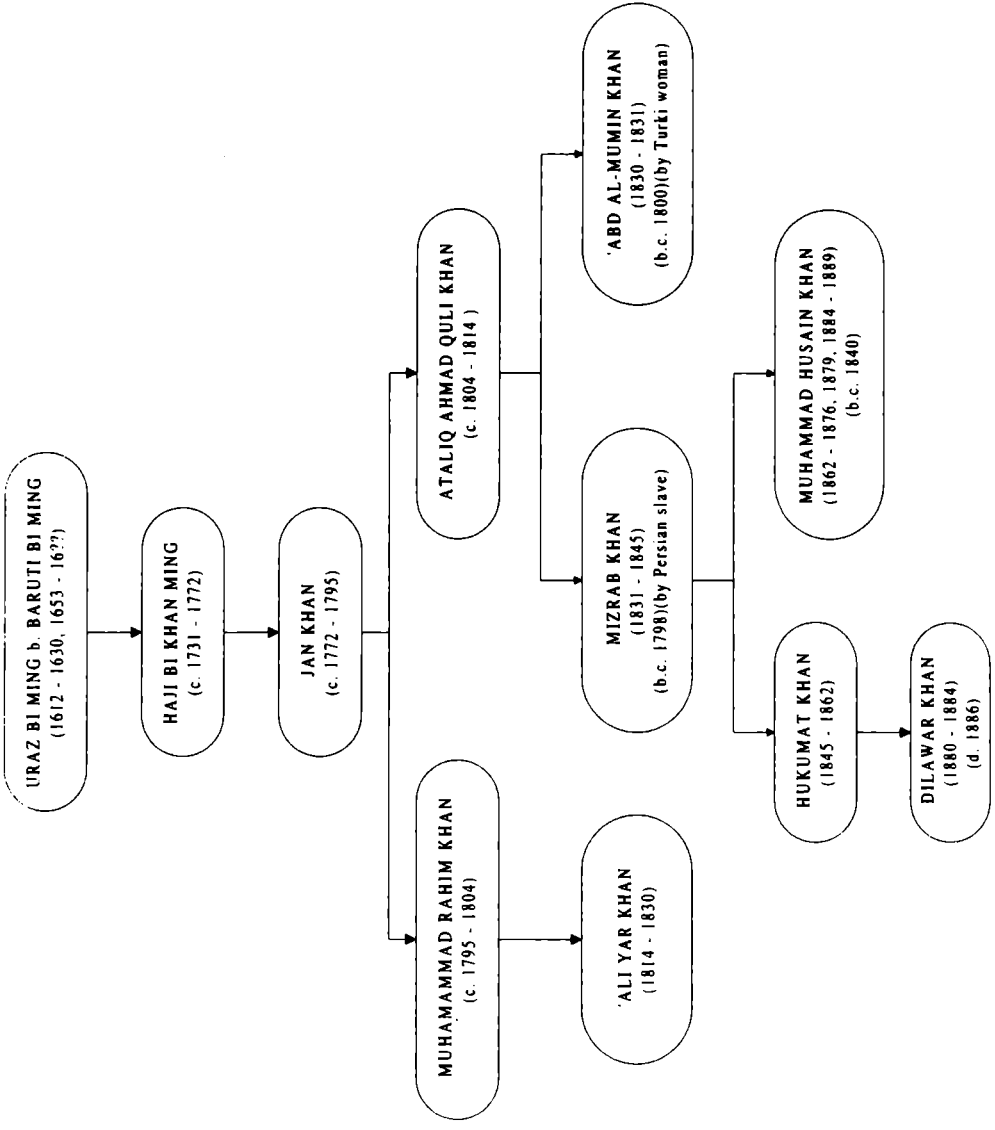 URAZ BI MING b. BARUTI BI MING
(1612 - 1630, 1653 - 16??)
HAJI BI KHAN MING
(c. 1731 - 1772)
JAN KHAN
(c. 1772 - 1795)
MUHAMAMMAD RAHIM KHAN
(c. 1795 - 1804)
ATALIQ AHMAD QULI KHAN
(c. 1804 - 1814 )
'ALI YAR KHAN
(1814 - 1830)
MIZRAB KHAN
(1831 - 1845)
(b.c. 1798)(by Persian slave)
'ABD AL-MUMIN KHAN
(1830 - 1831)
(b.c. 1800)(by Turki woman)
HUKUMAT KHAN
(1845 - 1862)
MUHAMMAD HUSAIN KHAN
(1862 - 1876, 1879, 1884 - 1889)
(b.c. 1840)
DILAWAR KHAN
(1880 - 1884)
(d. 1886)